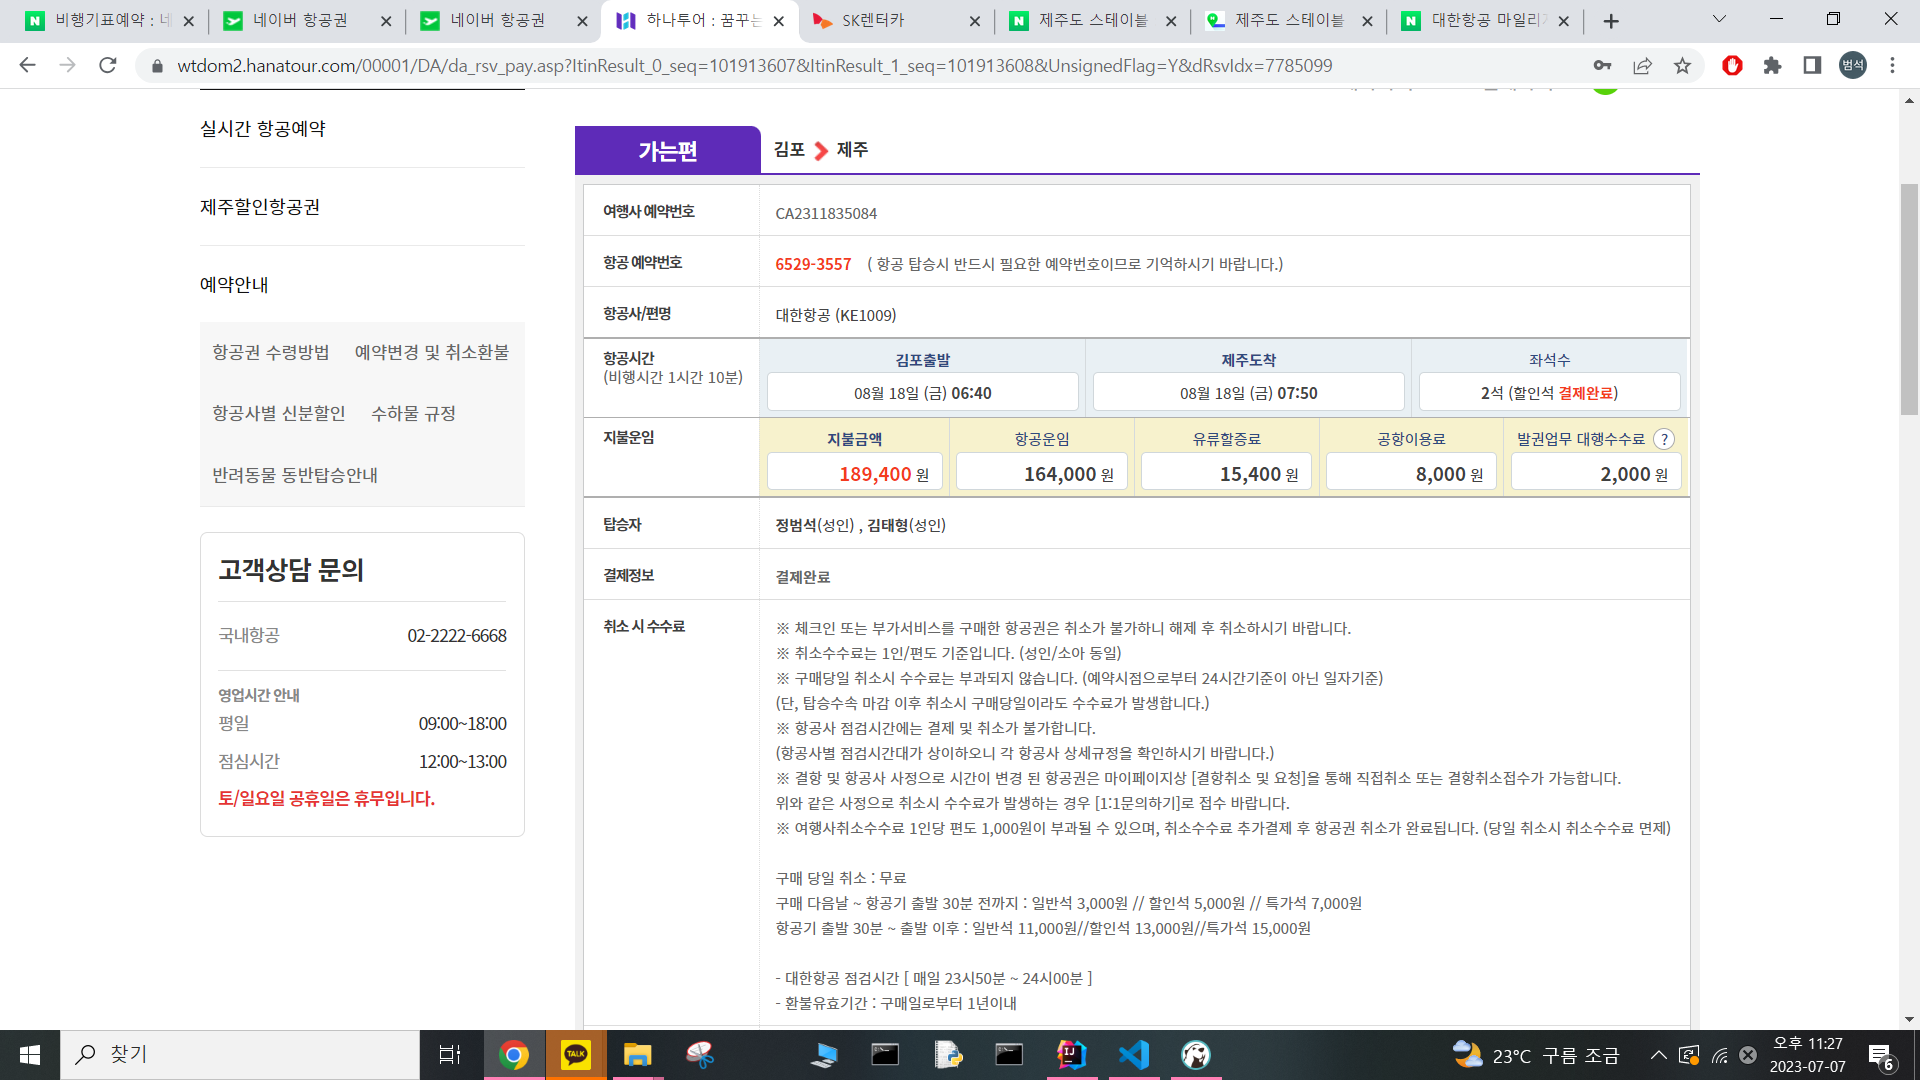 비행기표예약 : 네
네이버 항공권
네이버 항공권
하나투어 : 꿈꾸는
SK렌터카
제주도 스테이블
제주도 스테이블
대한항공 마일리지
wtdom2.hanatour.com/00001/DA/da_rsv_pay.asp?ItinResult_0_seq=101913607&ItinResult_1_seq=101913608&UnsignedFlag=Y&dRsvIdx=7785099
범석
실시간 항공예약
제주할인항공권
예약안내
항공권 수령방법 예약변경 및 취소환불
항공사별 신분할인 수하물 규정
반려동물 동반탑승안내
고객상담 문의
국내항공 02-2222-6668
영업시간 안내
평일 09:00~18:00
점심시간 12:00~13:00
토/일요일 공휴일은 휴무입니다.
가는편 김포 제주
여행사 예약번호 CA2311835084
항공 예약번호 6529-3557 ( 항공 탑승시 반드시 필요한 예약번호이므로 기억하시기 바랍니다.)
항공사/편명 대한항공 (KE1009)
항공시간 김포출발 제주도착 좌석수
(비행시간 1시간 10분) 08월 18일 (금) 06:40 08월 18일 (금) 07:50 2석 (할인석 결제완료)
지불운임 지불금액 항공운임 유류할증료 공항이용료 발권업무 대행수수료 ?
189,400 원 164,000 원 15,400 원 8,000 원 2,000 원
탑승자 정범석(성인) , 김태형(성인)
결제정보 결제완료
취소 시 수수료 ※ 체크인 또는 부가서비스를 구매한 항공권은 취소가 불가하니 해제 후 취소하시기 바랍니다.
※ 취소수수료는 1인/편도 기준입니다. (성인/소아 동일)
※ 구매당일 취소시 수수료는 부과되지 않습니다. (예약시점으로부터 24시간기준이 아닌 일자기준)
(단, 탑승수속 마감 이후 취소시 구매당일이라도 수수료가 발생합니다.)
※ 항공사 점검시간에는 결제 및 취소가 불가합니다.
(항공사별 점검시간대가 상이하오니 각 항공사 상세규정을 확인하시기 바랍니다.)
※ 결항 및 항공사 사정으로 시간이 변경 된 항공권은 마이페이지상 [결항취소 및 요청]을 통해 직접취소 또는 결항취소접수가 가능합니다.
위와 같은 사정으로 취소시 수수료가 발생하는 경우 [1:1문의하기]로 접수 바랍니다.
※ 여행사취소수수료 1인당 편도 1,000원이 부과될 수 있으며, 취소수수료 추가결제 후 항공권 취소가 완료됩니다. (당일 취소시 취소수수료 면제)
구매 당일 취소 : 무료
구매 다음날 ~ 항공기 출발 30분 전까지 : 일반석 3,000원 // 할인석 5,000원 // 특가석 7,000원
항공기 출발 30분 ~ 출발 이후 : 일반석 11,000원//할인석 13,000원//특가석 15,000원
- 대한항공 점검시간 [ 매일 23시50분 ~ 24시00분 ]
- 환불유효기간 : 구매일로부터 1년이내
찾기
TALK
IJ
23°C 구름 조금
오후 11:27
2023-07-07
6